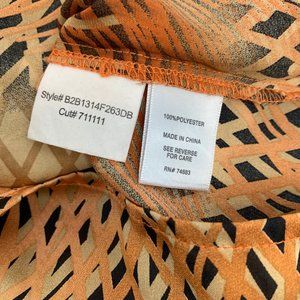 Style# B2B1314F263DB
Cut# 711111
100%POLYESTER
MADE IN CHINA
SEE REVERSE
FOR CARE
RN# 74883